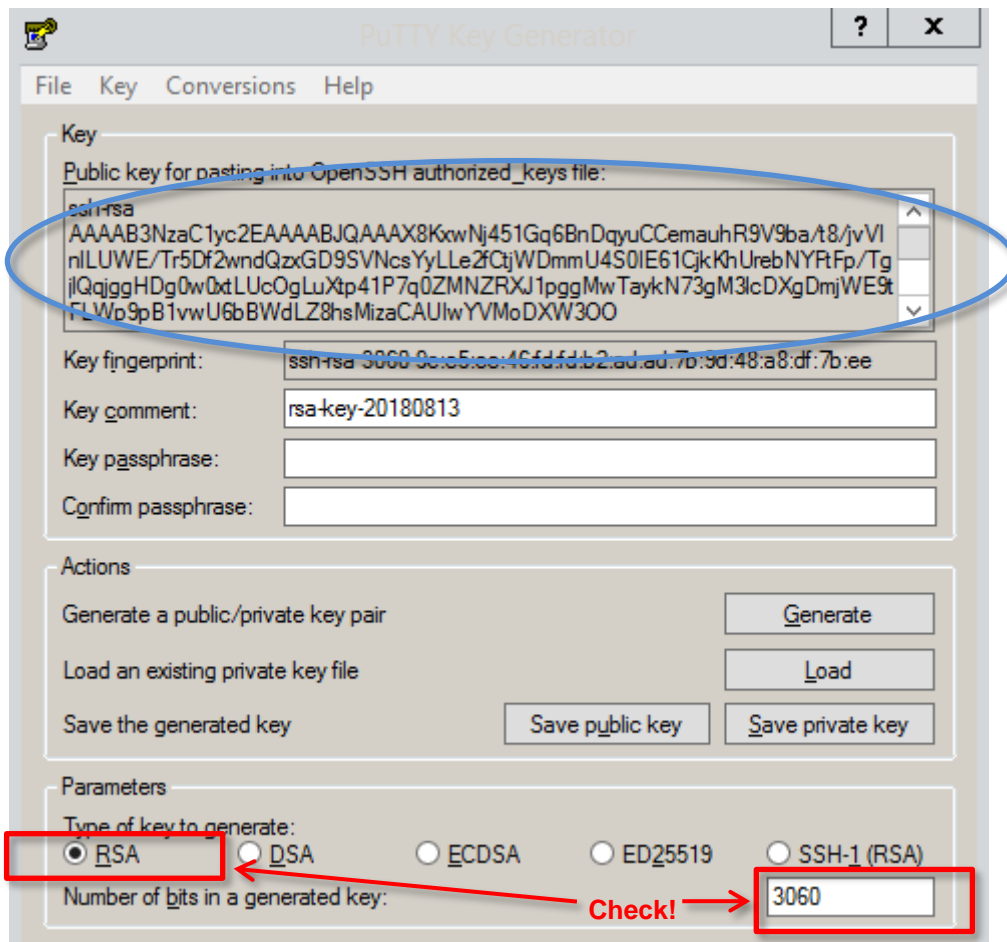 PuTTY Key Generator
? X
File Key Conversions Help
Key
Public key for pasting into OpenSSH authorized_keys file:
ssh-rsa
AAAAB3NzaC1yc2EAAAABJQAAAX8KxwNj451Gq6BnDqyuCCemauhR9V9ba/t8/jvVl
nlLUWE/Tr5Df2wndQzxGD9SVNcsYyLLe2fCtjWDmmU4S0IE61CjkKhUrebNYFtFp/Tg
jlQqjggHDg0w0xtLUcOgLuXtp41P7q0ZMNZRXJ1pggMwTaykN73gM3lcDXgDmjWE9t
FLWp9pB1vwU6bBWdLZ8hsMizaCAUlwYVMoDXW3OO
Key fingerprint: ssh-rsa 3060
Key comment: rsa-key-20180813
Key passphrase:
Confirm passphrase:
Actions
Generate a public/private key pair Generate
Load an existing private key file Load
Save the generated key Save public key Save private key
Parameters
Type of key to generate:
RSA DSA ECDSA ED25519 SSH-1 (RSA)
Number of bits in a generated key: Check! 3060